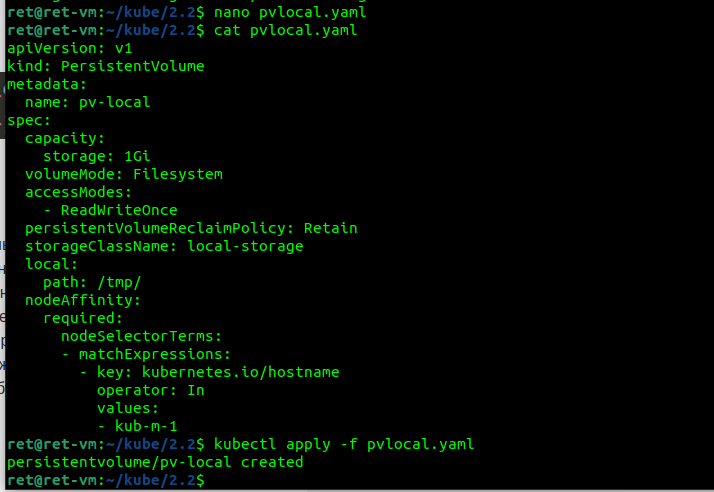 ret@ret-vm:~/kube/2.2$ nano pvlocal.yaml
ret@ret-vm:~/kube/2.2$ cat pvlocal.yaml
apiVersion: v1
kind: PersistentVolume
metadata:
  name: pv-local
spec:
  capacity:
    storage: 1Gi
  volumeMode: Filesystem
  accessModes:
    - ReadWriteOnce
  persistentVolumeReclaimPolicy: Retain
  storageClassName: local-storage
  local:
    path: /tmp/
  nodeAffinity:
    required:
      nodeSelectorTerms:
      - matchExpressions:
        - key: kubernetes.io/hostname
          operator: In
          values:
          - kub-m-1
ret@ret-vm:~/kube/2.2$ kubectl apply -f pvlocal.yaml
persistentvolume/pv-local created
ret@ret-vm:~/kube/2.2$